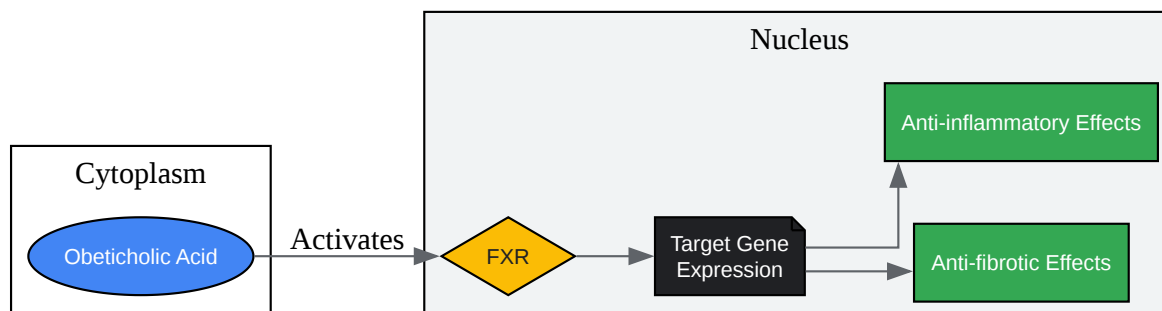 Nucleus
Anti-inflammatory Effects
Cytoplasm
Obeticholic Acid
Activates
FXR
Target Gene
Expression
Anti-fibrotic Effects